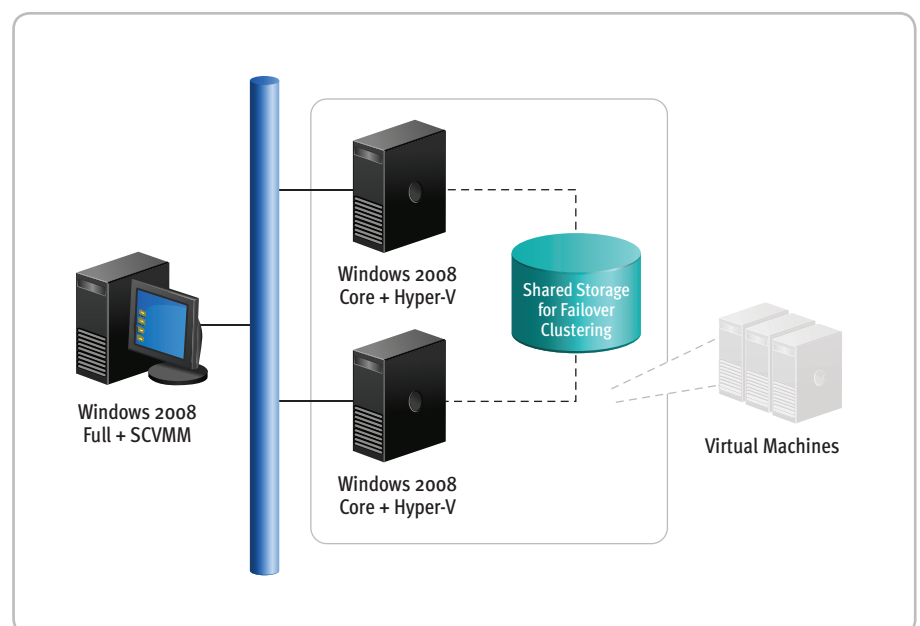 Windows 2008
Core + Hyper-V
Shared Storage
for Failover
Clustering
Windows 2008
Full + SCVMM
Virtual Machines
Windows 2008
Core + Hyper-V